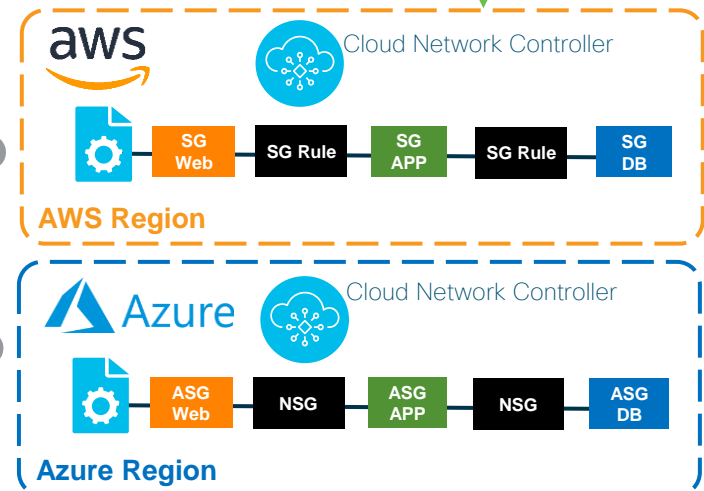 aws
Cloud Network Controller
SG
Web
SG Rule
SG
APP
SG Rule
SG
DB
AWS Region
Azure
Cloud Network Controller
ASG
Web
NSG
ASG
APP
NSG
ASG
DB
Azure Region